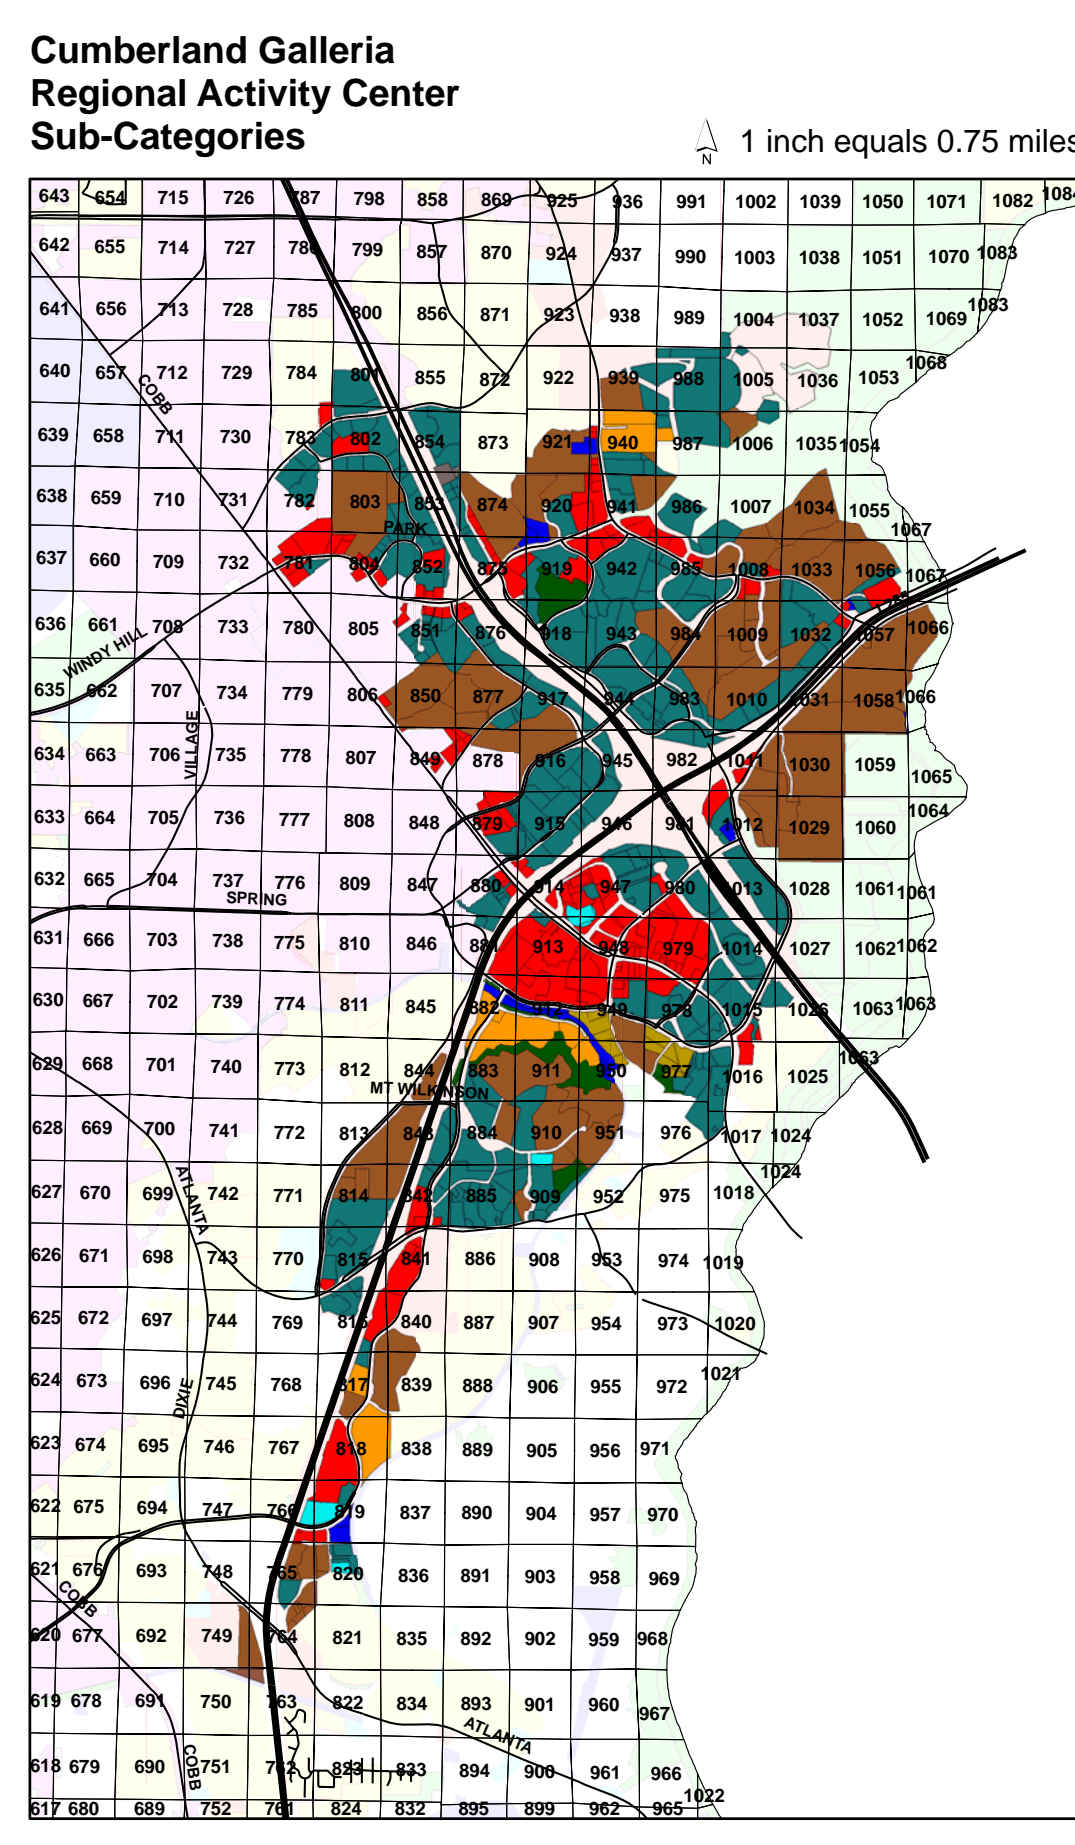 Cumberland Galleria
Regional Activity Center
Sub-Categories
N
1 inch equals 0.75 miles
643 654 715 726 787 798 858 869 925 936 991 1002 1039 1050 1071 1082 1084
642 655 714 727 786 799 857 870 924 937 990 1003 1038 1051 1070 1083
641 656 713 728 785 800 856 871 923 938 989 1004 1037 1052 1069 1083
640 657 712 729 784 801 855 872 922 939 988 1005 1036 1053 1068
COBB
639 658 711 730 783 802 854 873 921 940 987 1006 1035 1054
638 659 710 731 782 803 853 874 920 941 986 1007 1034 1055
PARK
1067
637 660 709 732 781 804 852 875 919 942 985 1008 1033 1056 1067
636 661 708 733 780 805 851 876 918 943 984 1009 1032 1057 1066
WINDY HILL
635 662 707 734 779 806 850 877 917 944 983 1010 1031 1058 1066
VILLAGE
634 663 706 735 778 807 849 878 916 945 982 1011 1030 1059 1065
633 664 705 736 777 808 848 879 915 946 981 1012 1029 1060 1064
632 665 704 737 776 809 847 880 914 947 980 1013 1028 1061 1061
SPRING
631 666 703 738 775 810 846 881 913 948 979 1014 1027 1062 1062
630 667 702 739 774 811 845 882 912 949 978 1015 1026 1063 1063
629 668 701 740 773 812 844 883 911 950 977 1016 1025 1063
MT WILKINSON
628 669 700 741 772 813 843 884 910 951 976 1017 1024
1024
627 670 699 742 771 814 842 885 909 952 975 1018
ATLANTA
626 671 698 743 770 815 841 886 908 953 974 1019
625 672 697 744 769 816 840 887 907 954 973 1020
624 673 696 745 768 817 839 888 906 955 972 1021
DIXIE
623 674 695 746 767 818 838 889 905 956 971
622 675 694 747 766 819 837 890 904 957 970
621 676 693 748 765 820 836 891 903 958 969
COBB
620 677 692 749 764 821 835 892 902 959 968
619 678 691 750 763 822 834 893 901 960 967
ATLANTA
COBB
618 679 690 751 762 823 833 894 900 961 966
1022
617 680 689 752 761 824 832 895 899 962 965